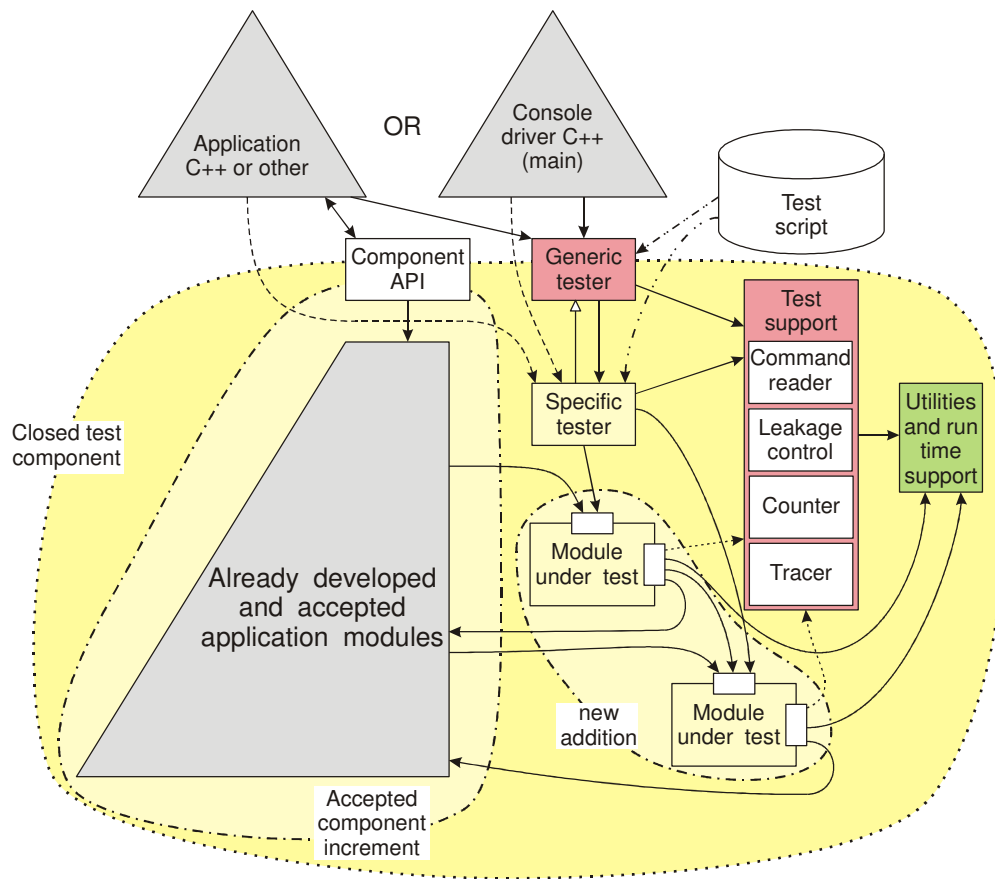 Application
C++ or other
OR
Console
driver C++
(main)
Test
script
Component
API
Generic
tester
Test
support
Command
reader
Leakage
control
Counter
Tracer
Utilities
and run
time
support
Closed test
component
Specific
tester
Module
under test
Already developed
and accepted
application modules
new
addition
Module
under test
Accepted
component
increment